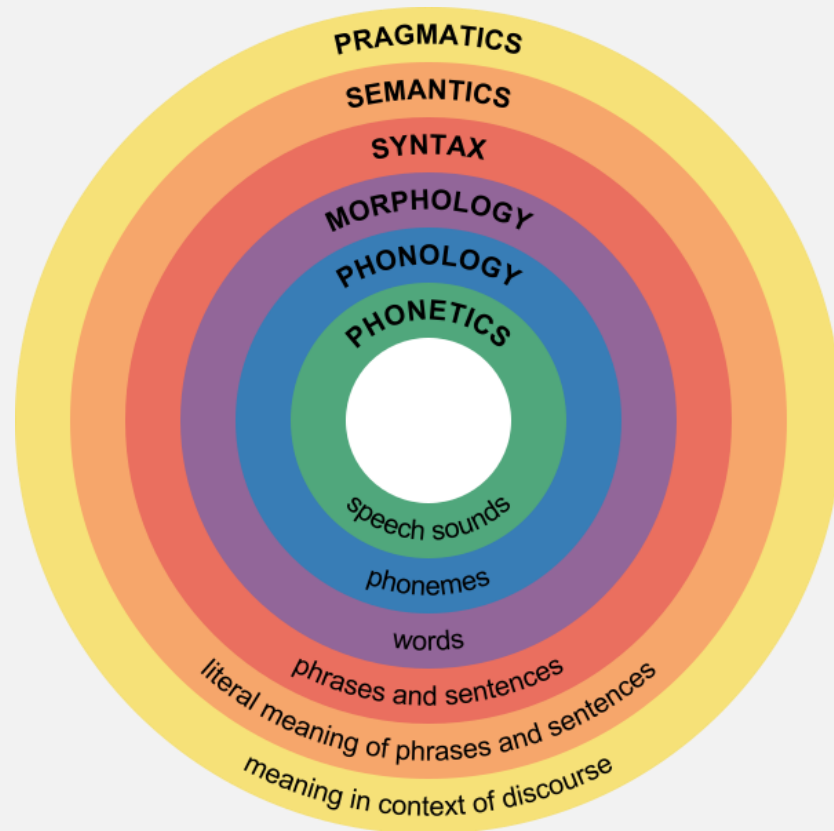 PRAGMATICS
SEMANTICS
SYNTAX
MORPHOLOGY
PHONOLOGY
PHONETICS
speech sounds
phonemes
words
phrases and sentences
literal meaning of phrases and sentences
meaning in context of discourse